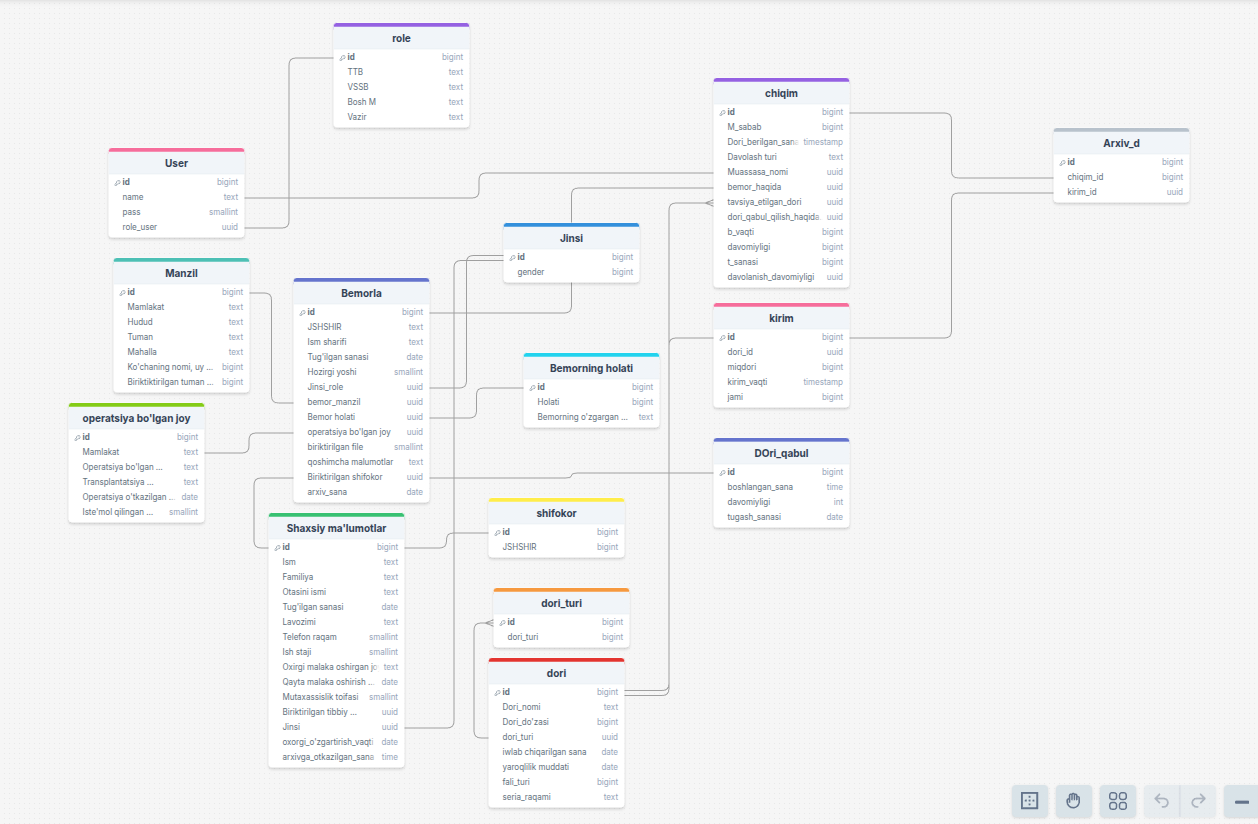 role
id bigint
TTB text
VSSB text
Bosh M text
Vazir text
User
id bigint
name text
pass smallint
role_user uuid
Manzil
id bigint
Mamlakat text
Hudud text
Tuman text
Mahalla text
Ko'chaning nomi, uy ... bigint
Biriktiktirilgan tuman ... bigint
operatsiya bo'lgan joy
id bigint
Mamlakat text
Operatsiya bo'lgan ... text
Transplantatsiya ... text
Operatsiya o'tkazilgan ... date
Iste'mol qilingan ... smallint
Bemorla
id bigint
JSHSHIR text
Ism sharifi text
Tug'ilgan sanasi date
Hozirgi yoshi smallint
Jinsi_role uuid
bemor_manzil uuid
Bemor holati uuid
operatsiya bo'lgan joy uuid
biriktirilgan file smallint
qoshimcha malumotlar text
Biriktirilgan shifokor uuid
arxiv_sana date
Shaxsiy ma'lumotlar
id bigint
Ism text
Familiya text
Otasini ismi text
Tug'ilgan sanasi date
Lavozimi text
Telefon raqam smallint
Ish staji smallint
Oxirgi malaka oshirgan jo text
Qayta malaka oshirish ... date
Mutaxassislik toifasi smallint
Biriktirilgan tibbiy ... uuid
Jinsi uuid
oxorgi_o'zgartirish_vaqti date
arxivga_otkazilgan_sana time
Jinsi
id bigint
gender bigint
Bemorning holati
id bigint
Holati bigint
Bemorning o'zgargan ... text
shifokor
id bigint
JSHSHIR bigint
dori_turi
id bigint
dori_turi bigint
dori
id bigint
Dori_nomi text
Dori_do'zasi bigint
dori_turi uuid
iwlab chiqarilgan sana date
yaroqlilik muddati date
fali_turi bigint
seria_raqami text
chiqim
id bigint
M_sabab bigint
Dori_berilgan_sana timestamp
Davolash turi text
Muassasa_nomi uuid
bemor_haqida uuid
tavsiya_etilgan_dori uuid
dori_qabul_qilish_haqida uuid
b_vaqti bigint
davomiyligi bigint
t_sanasi bigint
davolanish_davomiyligi uuid
kirim
id bigint
dori_id uuid
miqdori bigint
kirim_vaqti timestamp
jami bigint
DOri_qabul
id bigint
boshlangan_sana time
davomiyligi int
tugash_sanasi date
Arxiv_d
id bigint
chiqim_id bigint
kirim_id uuid